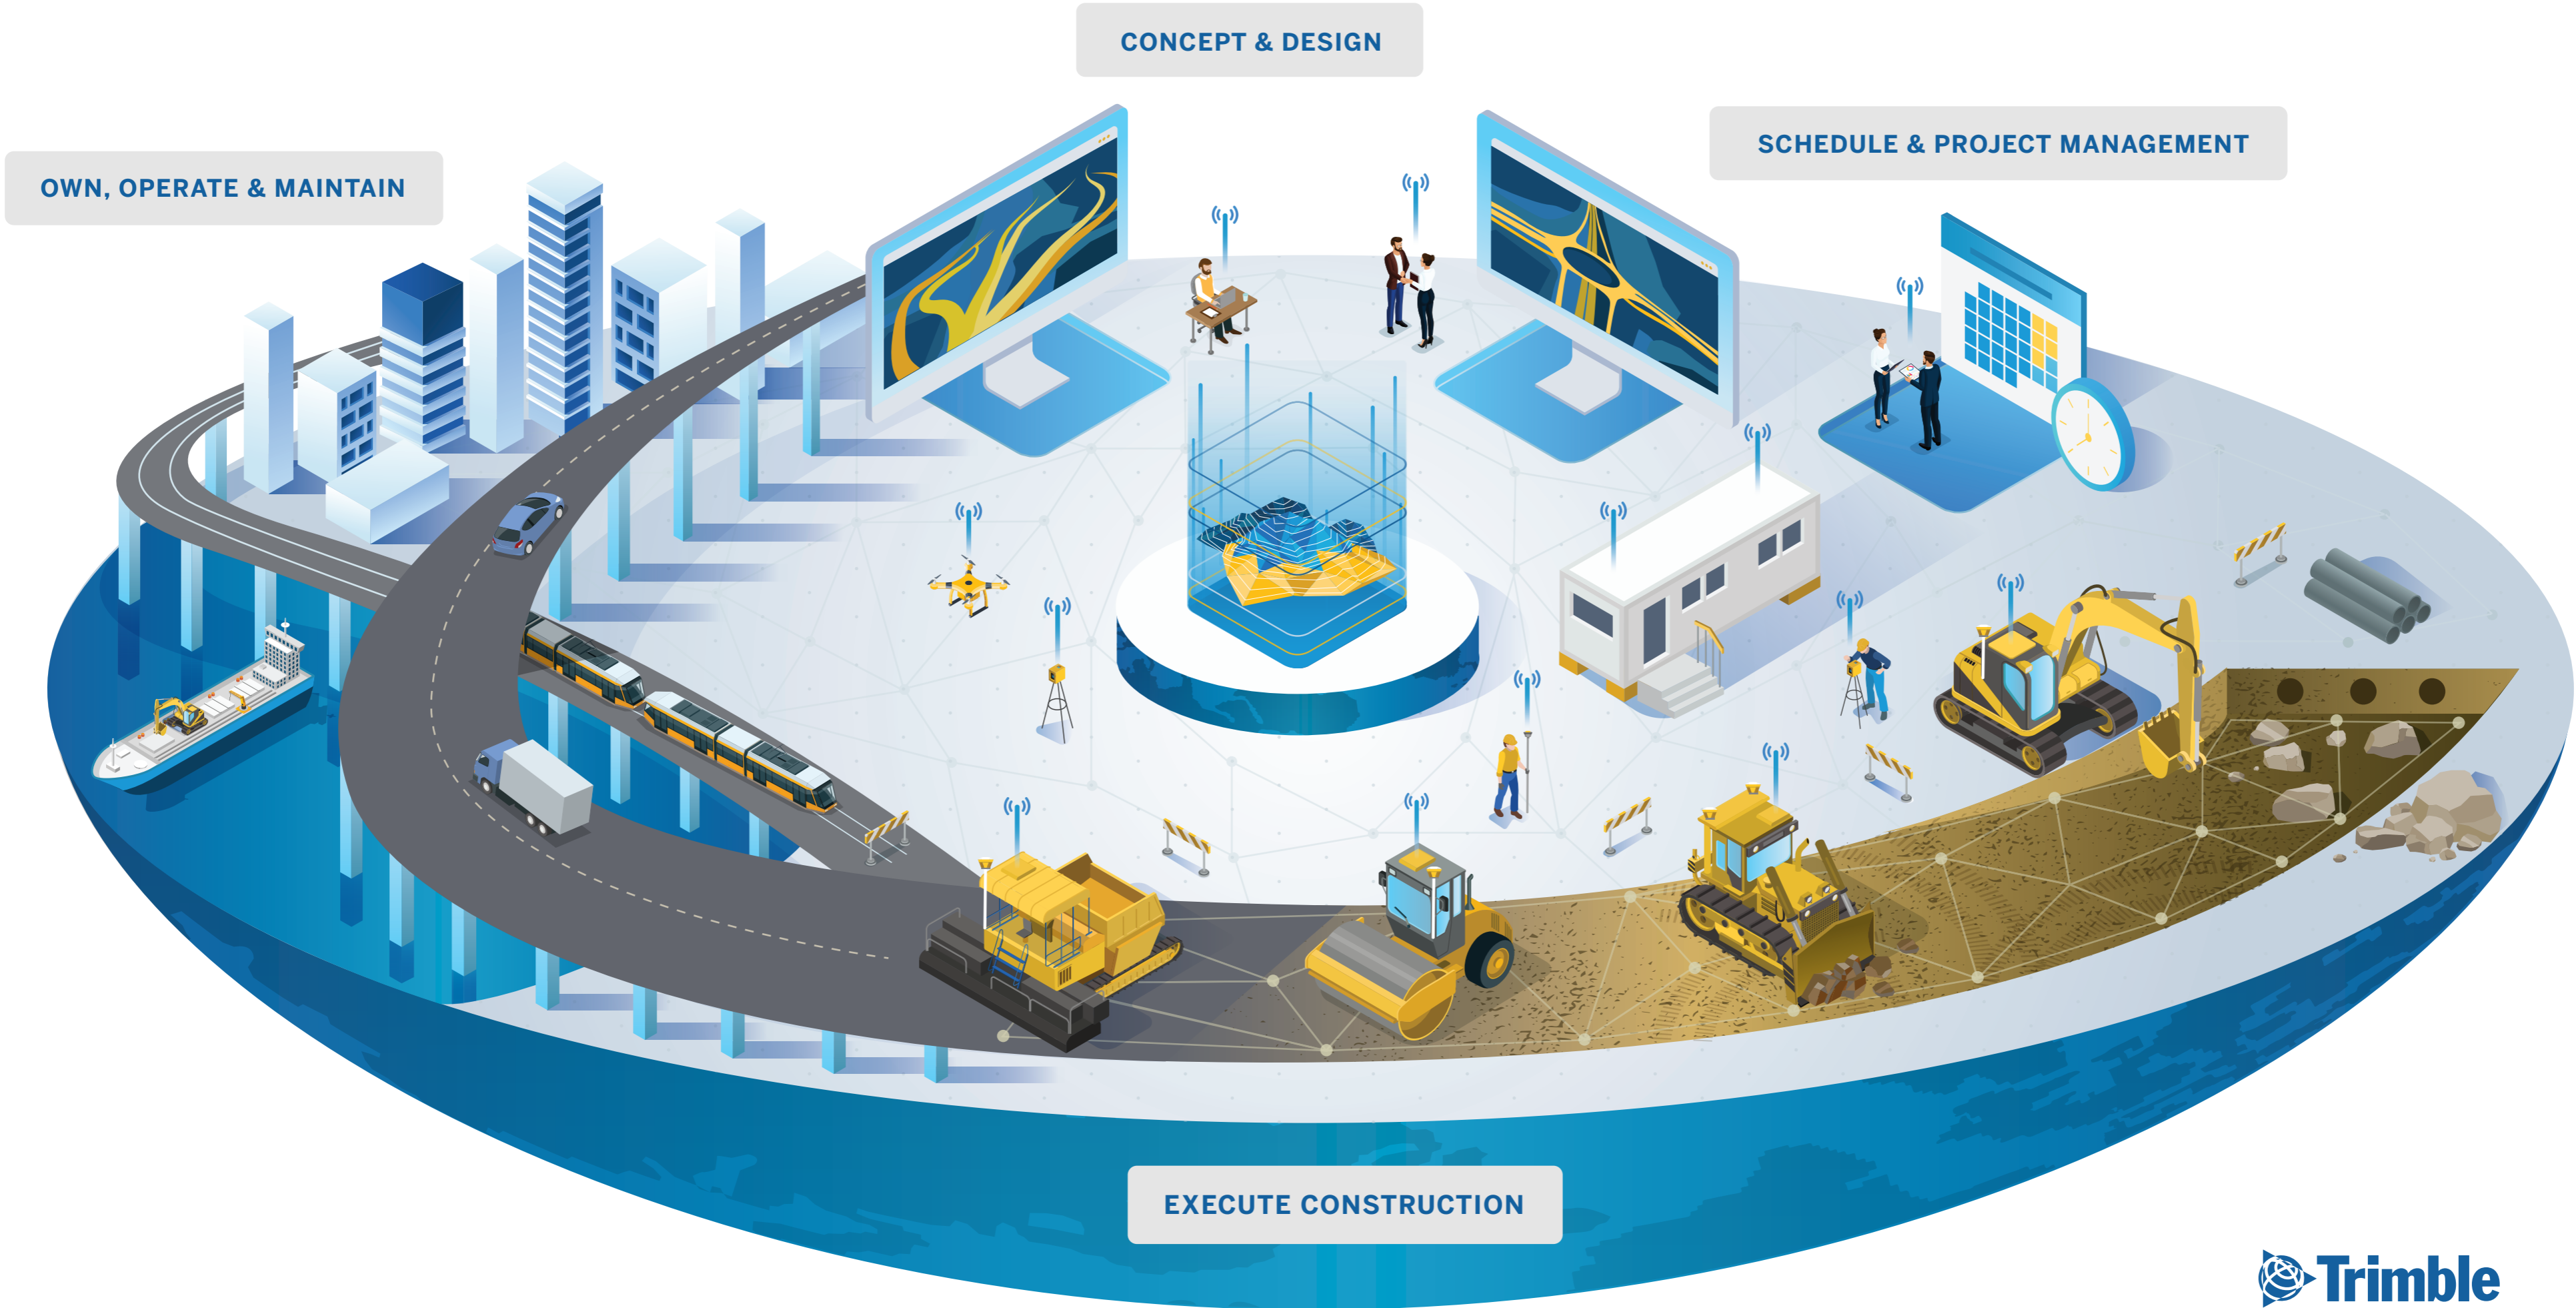 CONCEPT & DESIGN
SCHEDULE & PROJECT MANAGEMENT
OWN, OPERATE & MAINTAIN
EXECUTE CONSTRUCTION
Trimble